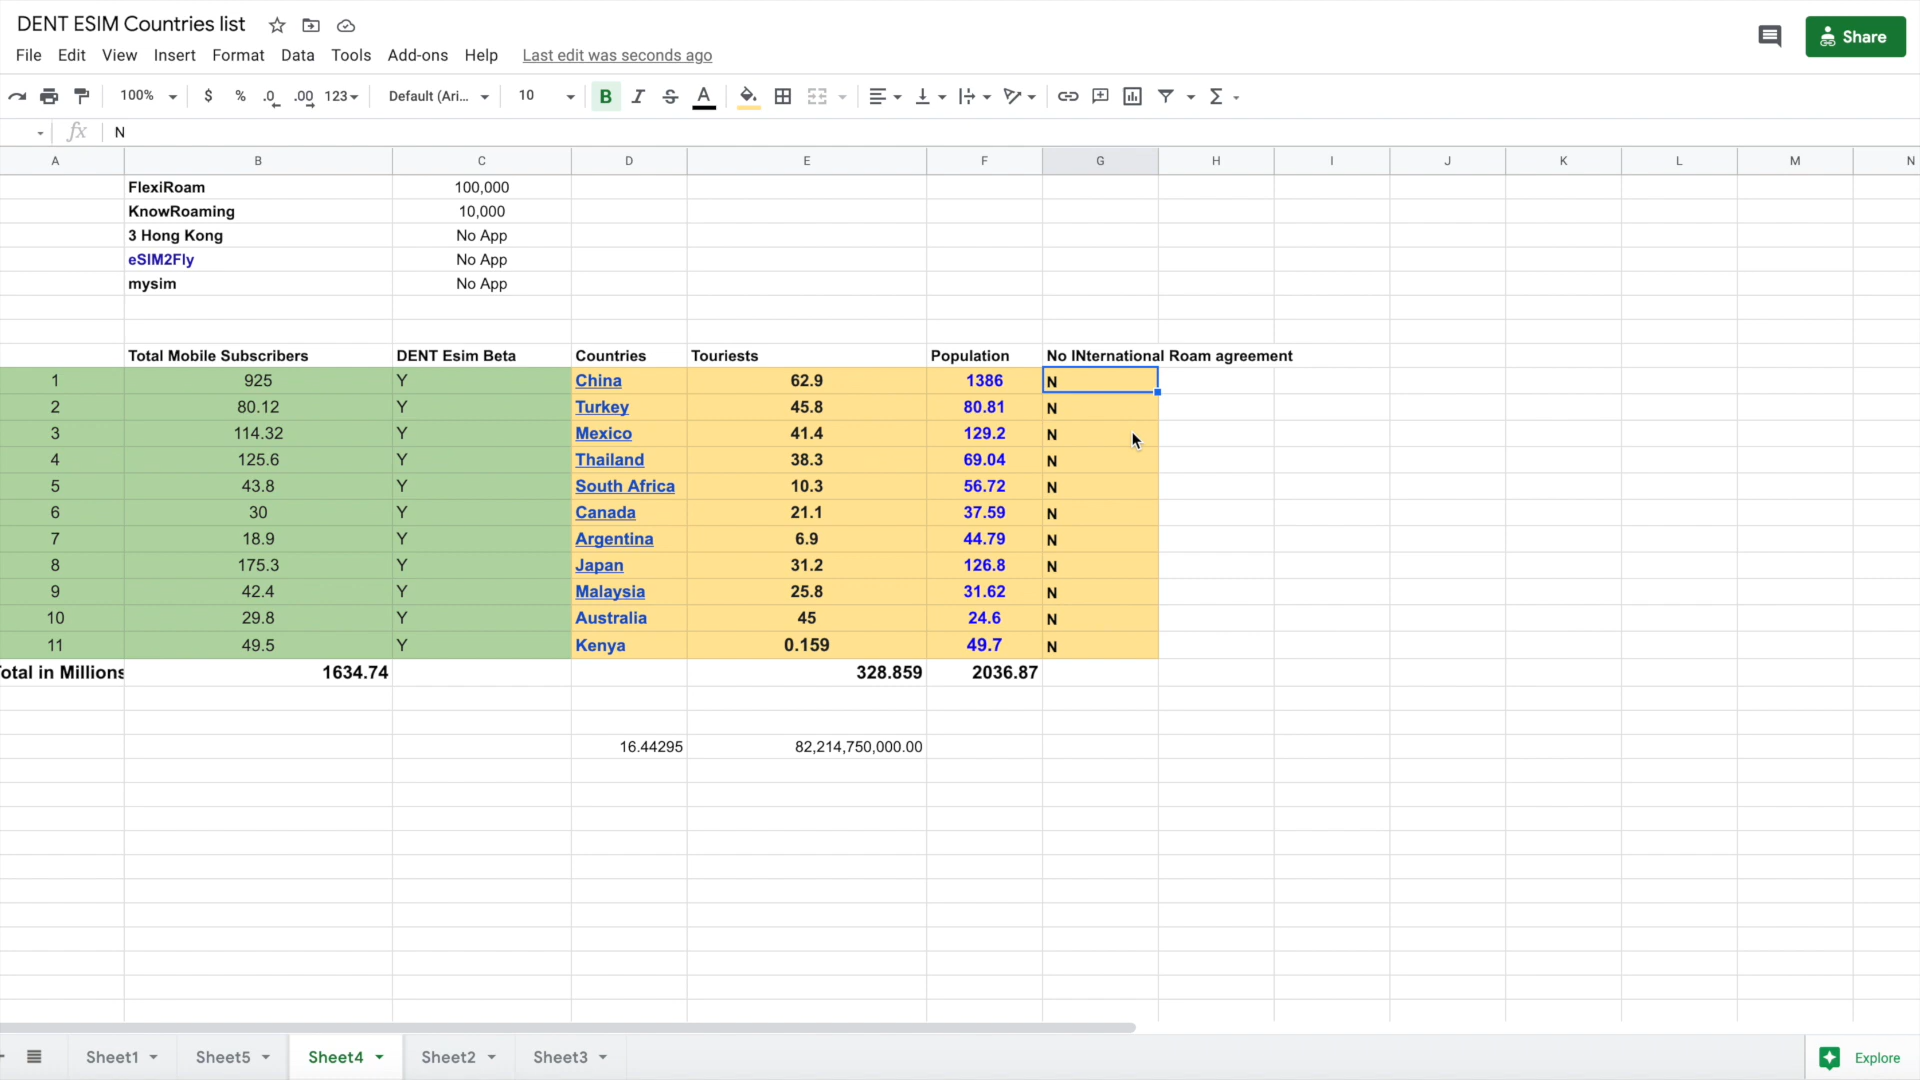 DENT ESIM Countries list
Share
File Edit View Insert Format Data Tools Add-ons Help Last edit was seconds ago
100% $ % .0 .00 123 Default (Ari... 10 B I S A Σ
fx N
A B C D E F G H I J K L M N
FlexiRoam 100,000
KnowRoaming 10,000
3 Hong Kong No App
eSIM2Fly No App
mysim No App
Total Mobile Subscribers DENT Esim Beta Countries Touriests Population No INternational Roam agreement
1 925 Y China 62.9 1386 N
2 80.12 Y Turkey 45.8 80.81 N
3 114.32 Y Mexico 41.4 129.2 N
4 125.6 Y Thailand 38.3 69.04 N
5 43.8 Y South Africa 10.3 56.72 N
6 30 Y Canada 21.1 37.59 N
7 18.9 Y Argentina 6.9 44.79 N
8 175.3 Y Japan 31.2 126.8 N
9 42.4 Y Malaysia 25.8 31.62 N
10 29.8 Y Australia 45 24.6 N
11 49.5 Y Kenya 0.159 49.7 N
otal in Millions 1634.74 328.859 2036.87
16.44295 82,214,750,000.00
Sheet1 Sheet5 Sheet4 Sheet2 Sheet3 Explore